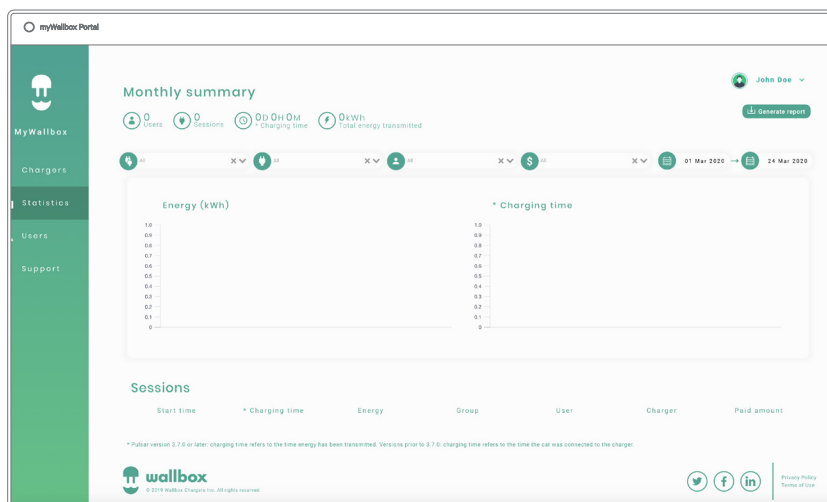 myWallbox Portal
John Doe
Monthly summary
Generate report
0 Users
0 Sessions
0D 0H 0M
* Charging time
0kWh
Total energy transmitted
MyWallbox
All
All
All
All
01 Mar 2020 → 24 Mar 2020
Chargers
Statistics
Users
Support
Energy (kWh)
1.0
0.9
0.8
0.7
0.6
0.5
0.4
0.3
0.2
0.1
0
* Charging time
1.0
0.9
0.8
0.7
0.6
0.5
0.4
0.3
0.2
0.1
0
Sessions
Start time * Charging time Energy Group User Charger Paid amount
* Pulsar version 3.7.0 or later: charging time refers to the time energy has been transmitted. Versions prior to 3.7.0: charging time refers to the time the car was connected to the charger.
wallbox
© 2019 Wallbox Chargers Inc. All rights reserved.
Privacy Policy
Terms of Use